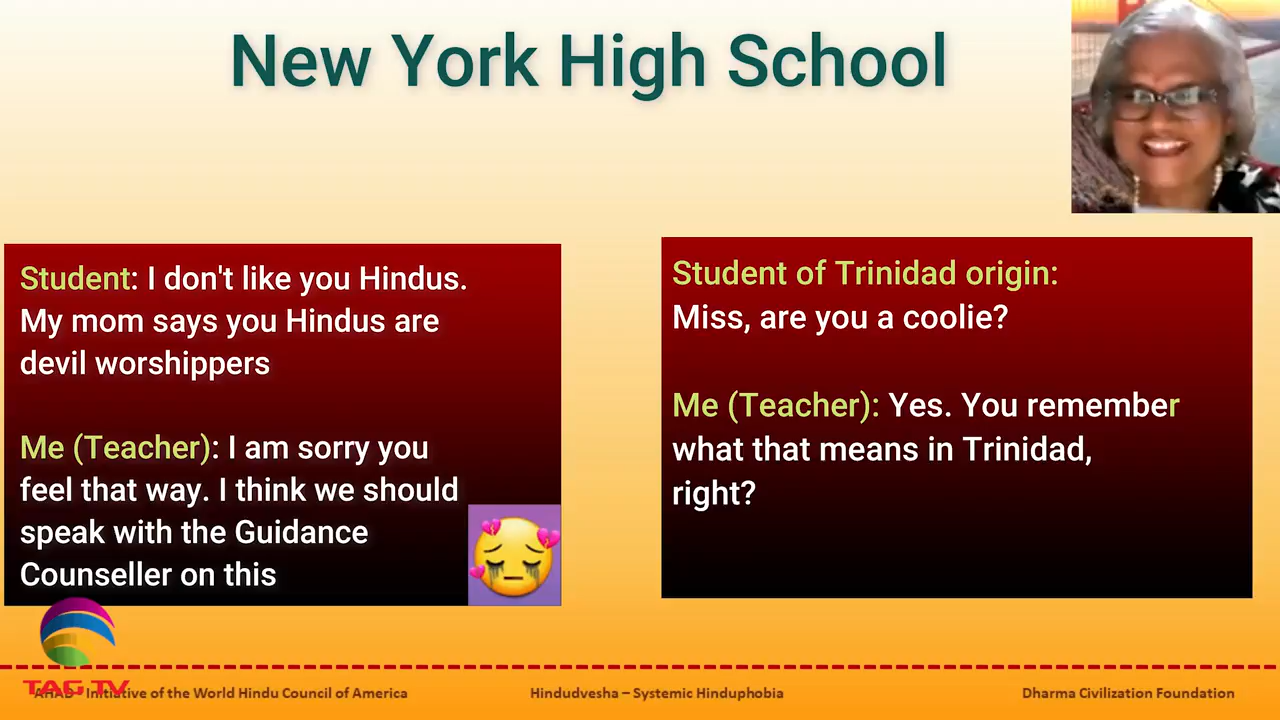 New York High School
Student: I don't like you Hindus.
My mom says you Hindus are
devil worshippers
Me (Teacher): I am sorry you
feel that way. I think we should
speak with the Guidance
Counseller on this
Student of Trinidad origin:
Miss, are you a coolie?
Me (Teacher): Yes. You remember
what that means in Trinidad,
right?
TAG TV
AHAD - Initiative of the World Hindu Council of America
Hindudvesha – Systemic Hinduphobia
Dharma Civilization Foundation